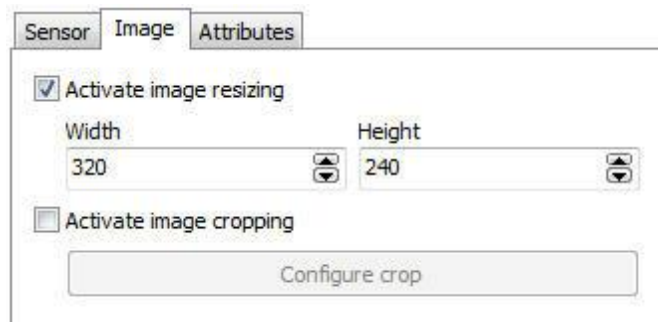 Sensor Image Attributes
Activate image resizing
Width Height
320 240
Activate image cropping
Configure crop